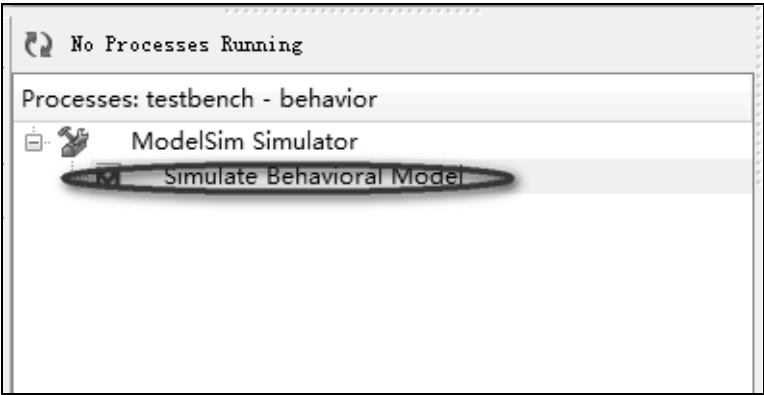 No Processes Running
Processes: testbench - behavior
ModelSim Simulator
Simulate Behavioral Model